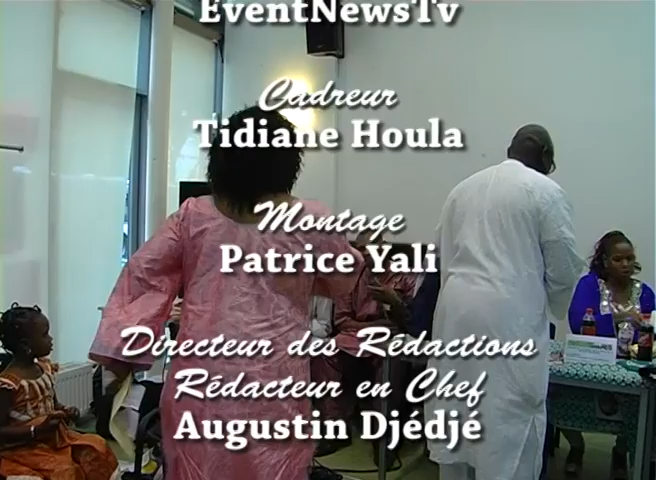 EventNewsTv
Cadreur
Tidiane Houla
Montage
Patrice Yali
Directeur des Rédactions
Rédacteur en Chef
Augustin Djédjé